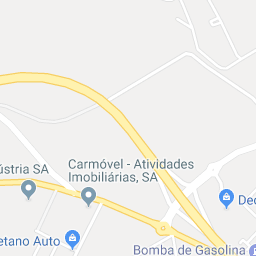 Carmóvel - Atividades
Imobiliárias, SA
ústria SA
Dec
etano Auto
Bomba de Gasolina